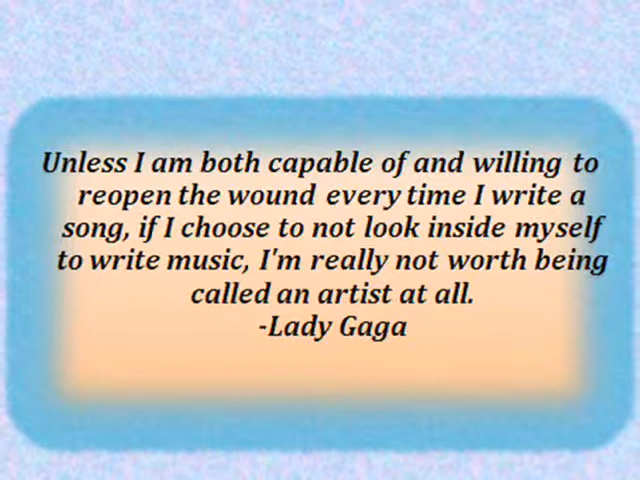 Unless I am both capable of and willing to
reopen the wound every time I write a
song, if I choose to not look inside myself
to write music, I'm really not worth being
called an artist at all.
-Lady Gaga